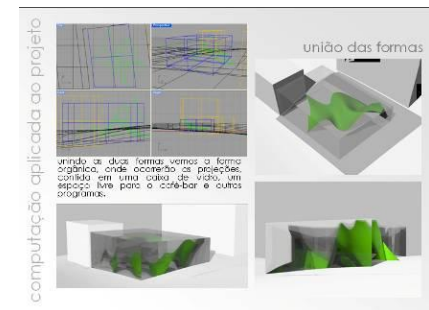 computação aplicada ao projeto
união das formas
unindo as duas formas vemos a forma
orgânica, onde ocorrerão as projeções,
contida em uma caixa de vidro, um
espaço livre para o café-bar e outros
programas.